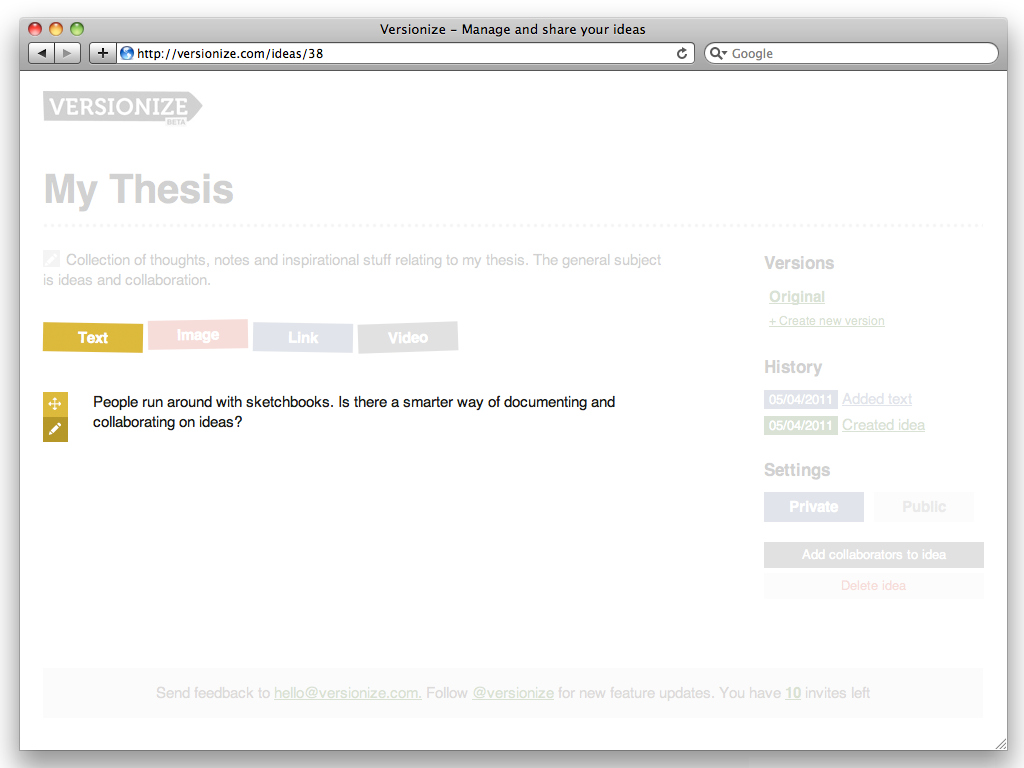 Versionize – Manage and share your ideas
http://versionize.com/ideas/38
Google
VERSIONIZE
BETA
My Thesis
Collection of thoughts, notes and inspirational stuff relating to my thesis. The general subject
is ideas and collaboration.
Text
Image
Link
Video
People run around with sketchbooks. Is there a smarter way of documenting and
collaborating on ideas?
Versions
Original
+ Create new version
History
05/04/2011 Added text
05/04/2011 Created idea
Settings
Private
Public
Add collaborators to idea
Delete idea
Send feedback to hello@versionize.com. Follow @versionize for new feature updates. You have 10 invites left